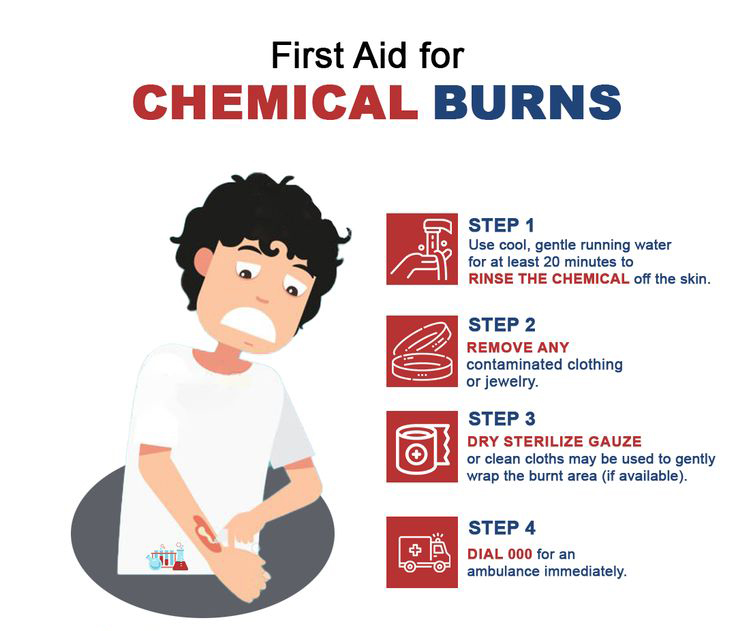 First Aid for
CHEMICAL BURNS
STEP 1
Use cool, gentle running water
for at least 20 minutes to
RINSE THE CHEMICAL off the skin.
STEP 2
REMOVE ANY
contaminated clothing
or jewelry.
STEP 3
DRY STERILIZE GAUZE
or clean cloths may be used to gently
wrap the burnt area (if available).
STEP 4
DIAL 000 for an
ambulance immediately.